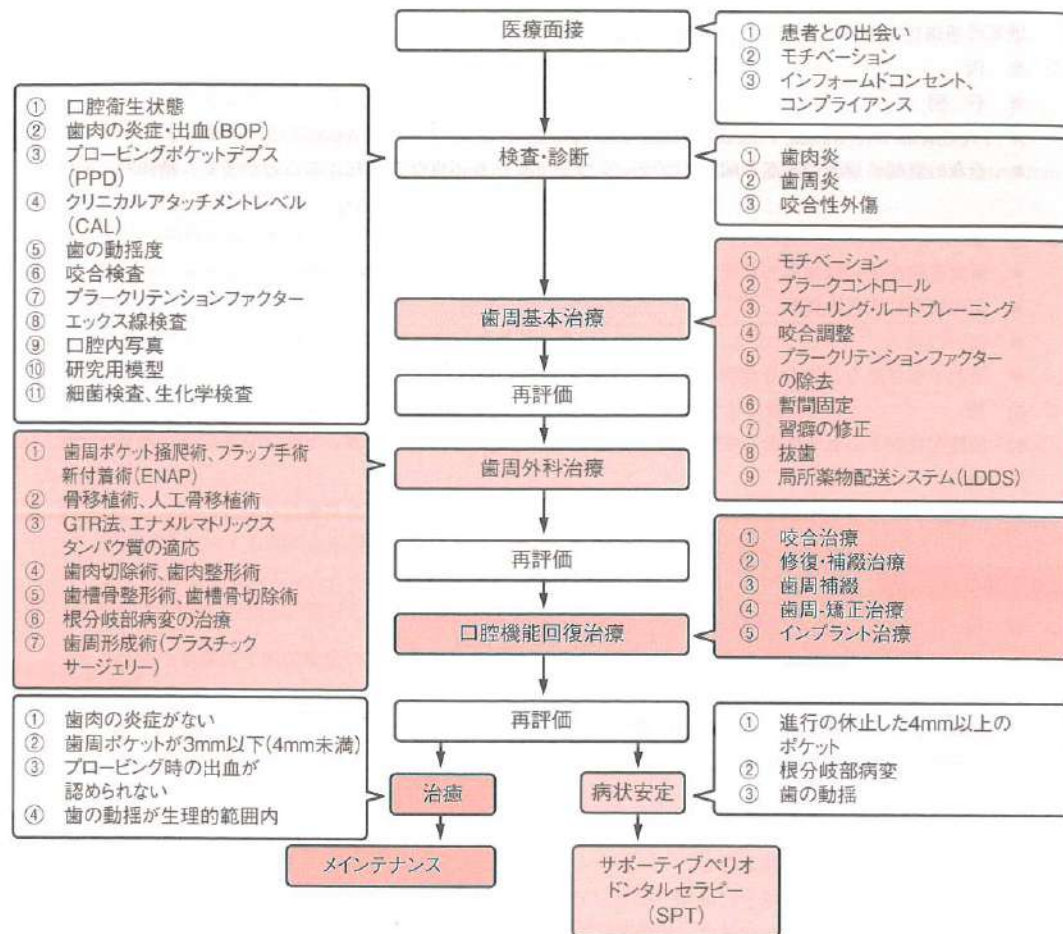 医療面接
① 患者との出会い
② モチベーション
③ インフォームドコンセント、
コンプライアンス
① 口腔衛生状態
② 歯肉の炎症・出血(BOP)
③ プロービングポケットデプス
(PPD)
④ クリニカルアタッチメントレベル
(CAL)
⑤ 歯の動揺度
⑥ 咬合検査
⑦ プラークリテンションファクター
⑧ エックス線検査
⑨ 口腔内写真
⑩ 研究用模型
⑪ 細菌検査、生化学検査
検査・診断
① 歯肉炎
② 歯周炎
③ 咬合性外傷
歯周基本治療
① モチベーション
② プラークコントロール
③ スケーリング・ルートプレーニング
④ 咬合調整
⑤ プラークリテンションファクター
の除去
⑥ 暫間固定
⑦ 習癖の修正
⑧ 抜歯
⑨ 局所薬物配送システム(LDDS)
再評価
① 歯周ポケット掻爬術、フラップ手術
新付着術(ENAP)
② 骨移植術、人工骨移植術
③ GTR法、エナメルマトリックス
タンパク質の適応
④ 歯肉切除術、歯肉整形術
⑤ 歯槽骨整形術、歯槽骨切除術
⑥ 根分岐部病変の治療
⑦ 歯周形成術(プラスチック
サージェリー)
歯周外科治療
再評価
口腔機能回復治療
① 咬合治療
② 修復・補綴治療
③ 歯周補綴
④ 歯周-矯正治療
⑤ インプラント治療
再評価
① 歯肉の炎症がない
② 歯周ポケットが3mm以下(4mm未満)
③ プロービング時の出血が
認められない
④ 歯の動揺が生理的範囲内
治癒
病状安定
① 進行の休止した4mm以上の
ポケット
② 根分岐部病変
③ 歯の動揺
メインテナンス
サポーティブペリオ
ドンタルセラピー
(SPT)